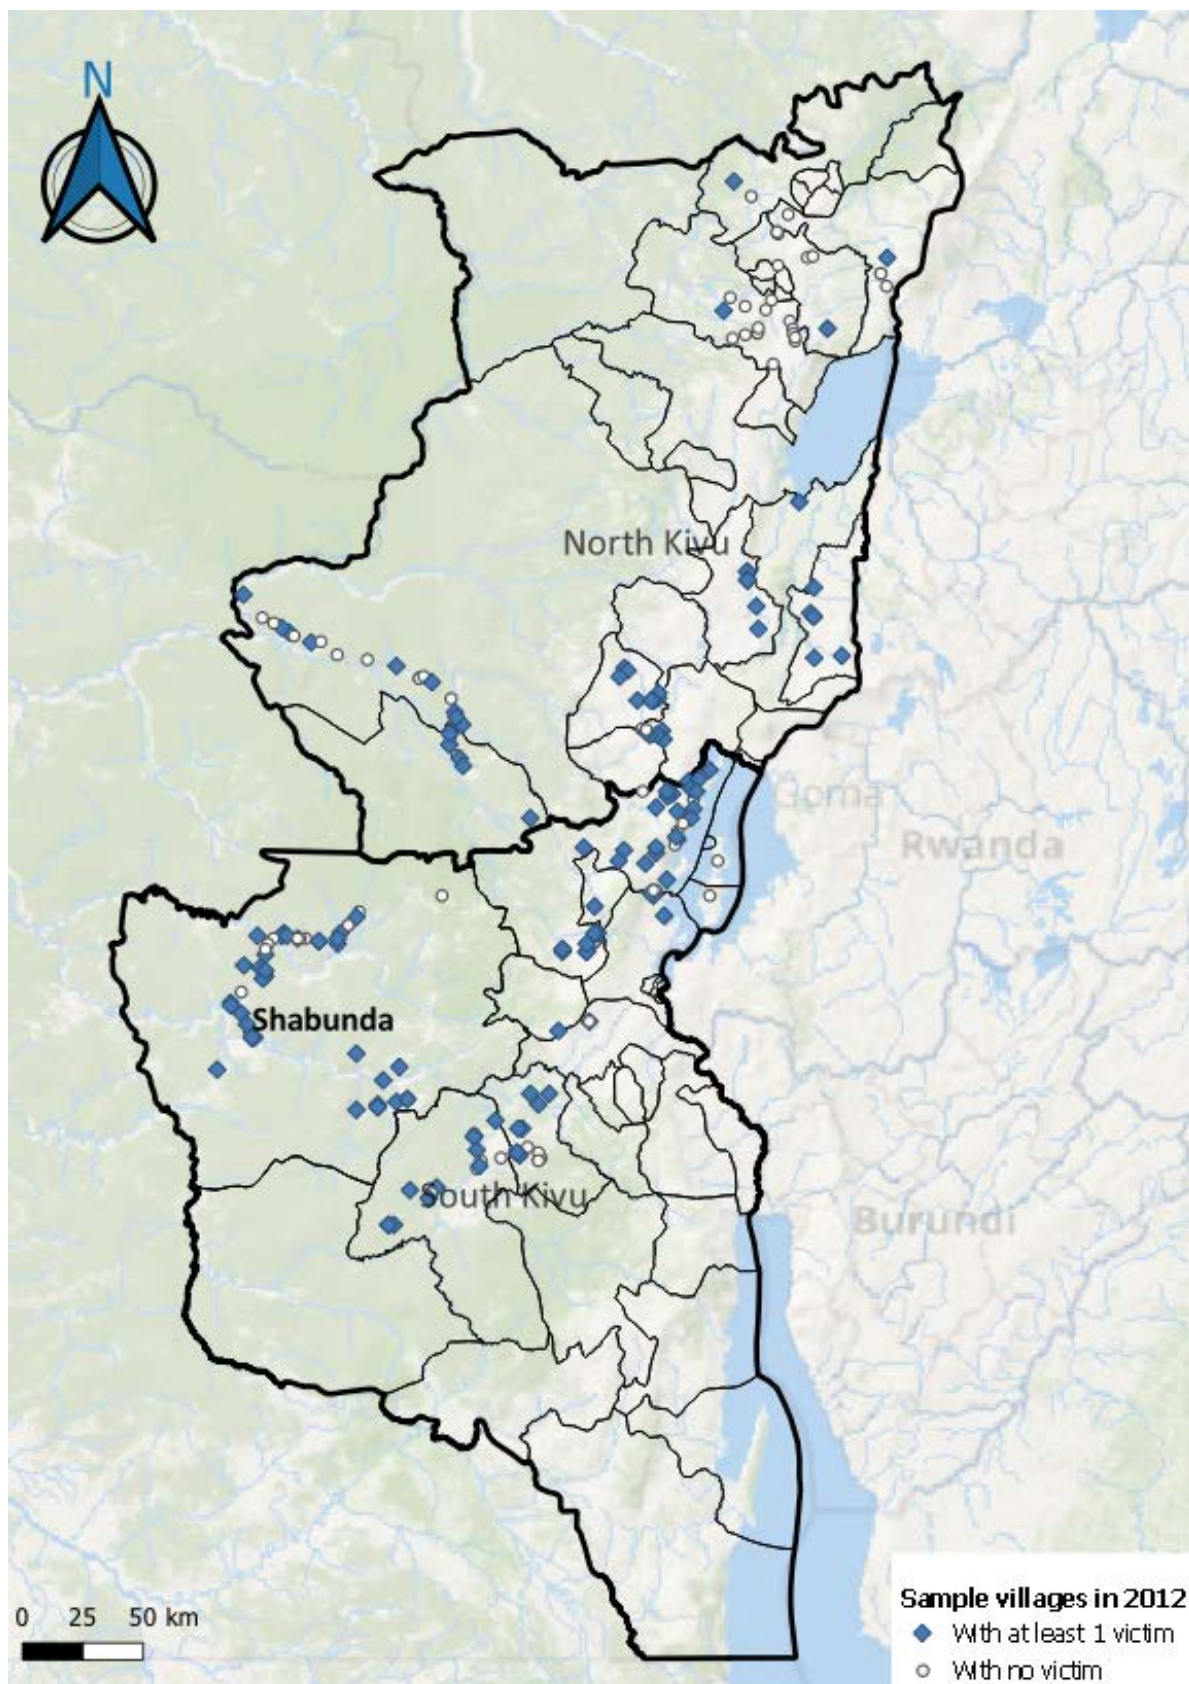 N
North Kivu
Goma
Rwanda
Shabunda
South Kivu
Burundi
0 25 50 km
Sample villages in 2012
With at least 1 victim
With no victim